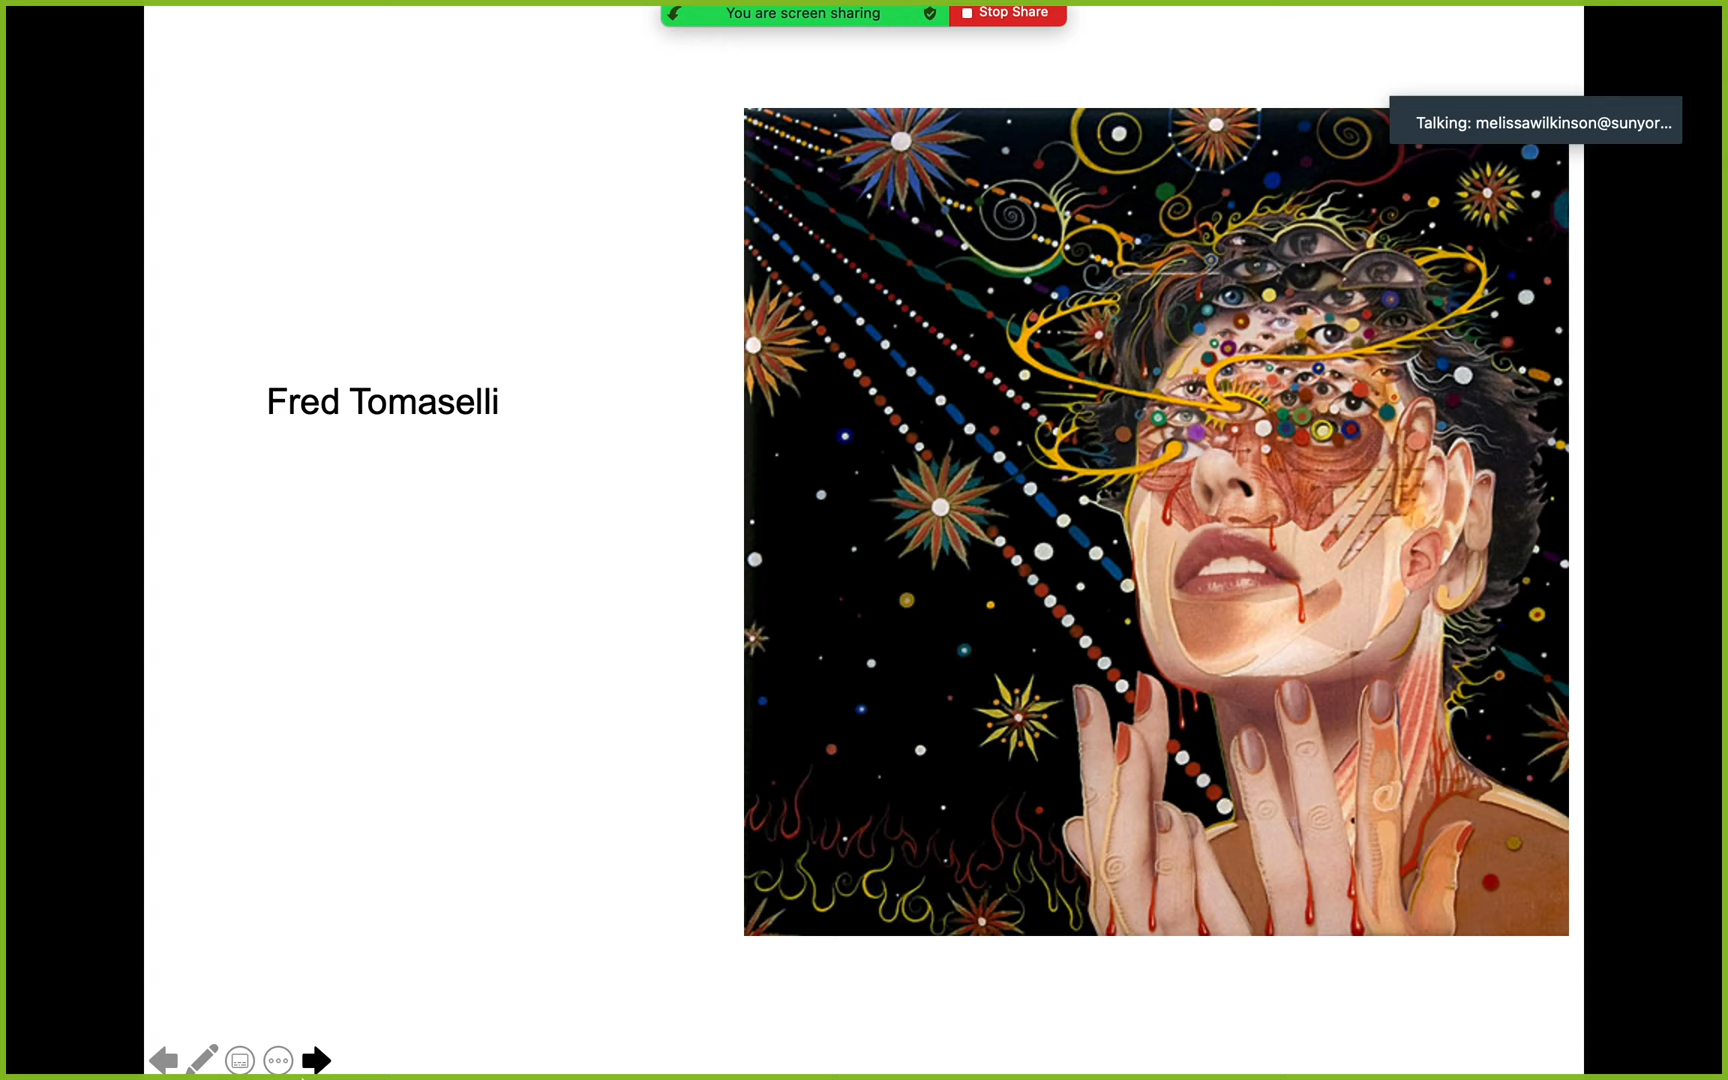 You are screen sharing
Stop Share
Talking: melissawilkinson@sunyor...
Fred Tomaselli